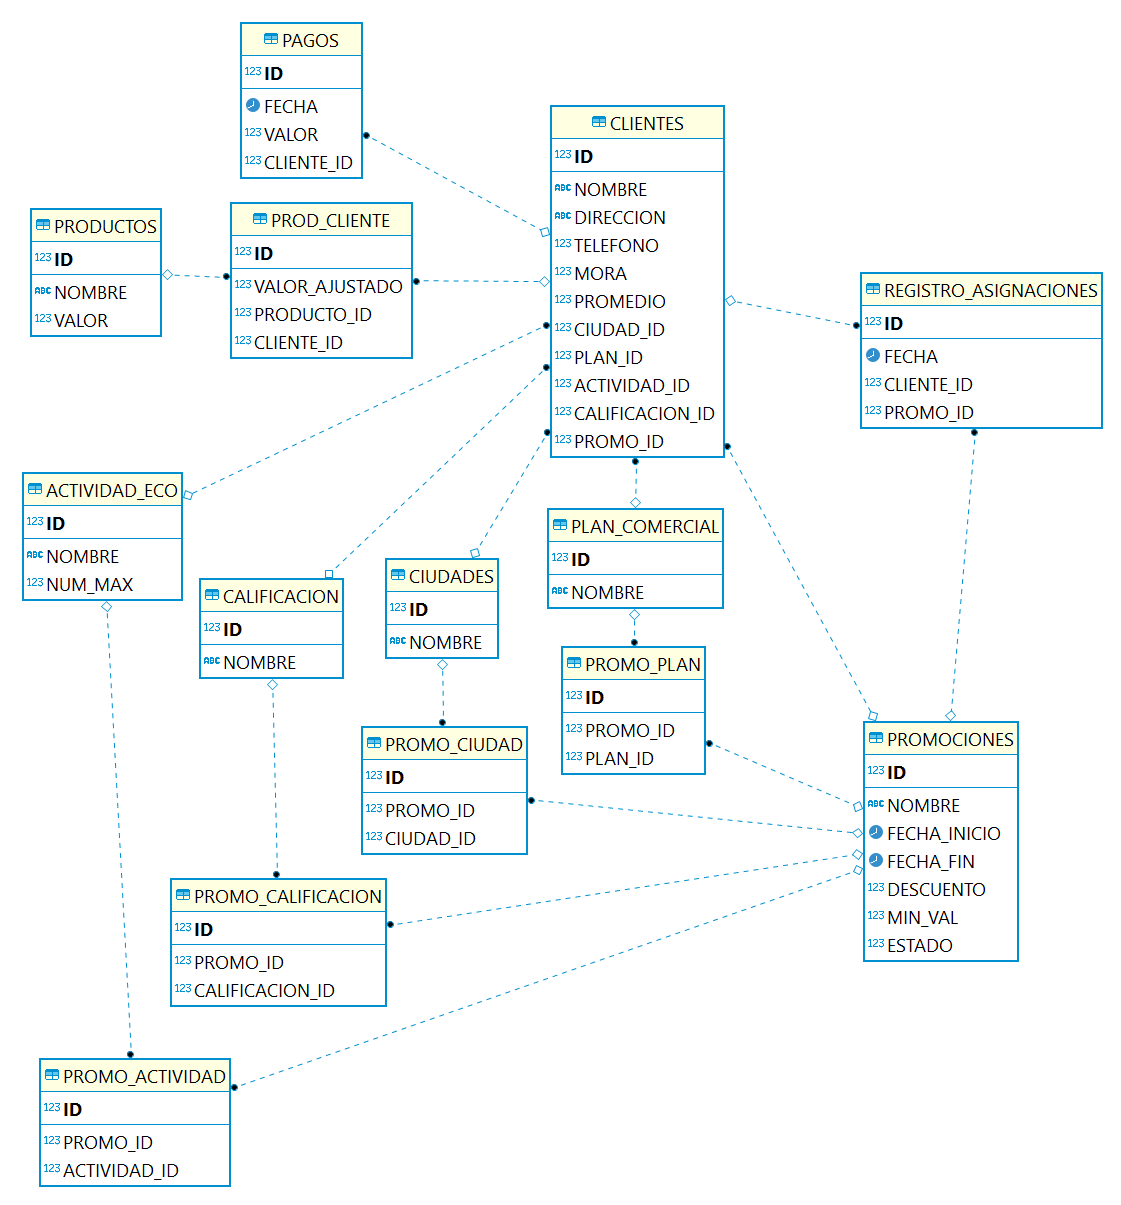 PAGOS
123 ID
FECHA
123 VALOR
123 CLIENTE_ID
CLIENTES
123 ID
ABC NOMBRE
ABC DIRECCION
123 TELEFONO
123 MORA
123 PROMEDIO
123 CIUDAD_ID
123 PLAN_ID
123 ACTIVIDAD_ID
123 CALIFICACION_ID
123 PROMO_ID
PRODUCTOS
123 ID
ABC NOMBRE
123 VALOR
PROD_CLIENTE
123 ID
123 VALOR_AJUSTADO
123 PRODUCTO_ID
123 CLIENTE_ID
REGISTRO_ASIGNACIONES
123 ID
FECHA
123 CLIENTE_ID
123 PROMO_ID
ACTIVIDAD_ECO
123 ID
ABC NOMBRE
123 NUM_MAX
CALIFICACION
123 ID
ABC NOMBRE
CIUDADES
123 ID
ABC NOMBRE
PLAN_COMERCIAL
123 ID
ABC NOMBRE
PROMO_PLAN
123 ID
123 PROMO_ID
123 PLAN_ID
PROMO_CIUDAD
123 ID
123 PROMO_ID
123 CIUDAD_ID
PROMOCIONES
123 ID
ABC NOMBRE
FECHA_INICIO
FECHA_FIN
123 DESCUENTO
123 MIN_VAL
123 ESTADO
PROMO_CALIFICACION
123 ID
123 PROMO_ID
123 CALIFICACION_ID
PROMO_ACTIVIDAD
123 ID
123 PROMO_ID
123 ACTIVIDAD_ID